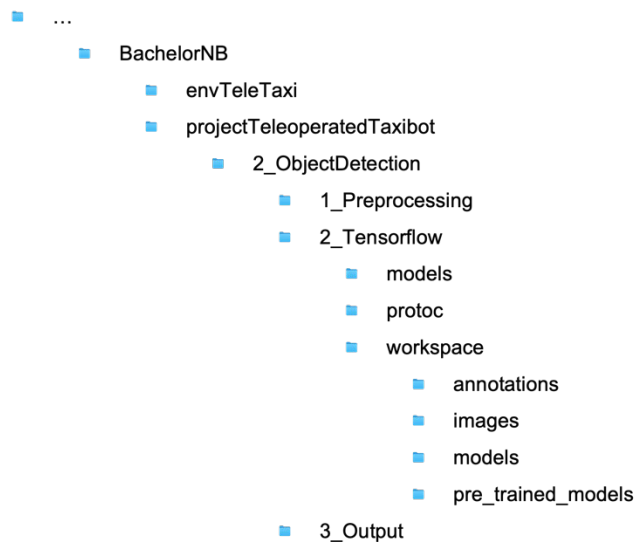 ...
BachelorNB
envTeleTaxi
projectTeleoperatedTaxibot
2_ObjectDetection
1_Preprocessing
2_Tensorflow
models
protoc
workspace
annotations
images
models
pre_trained_models
3_Output